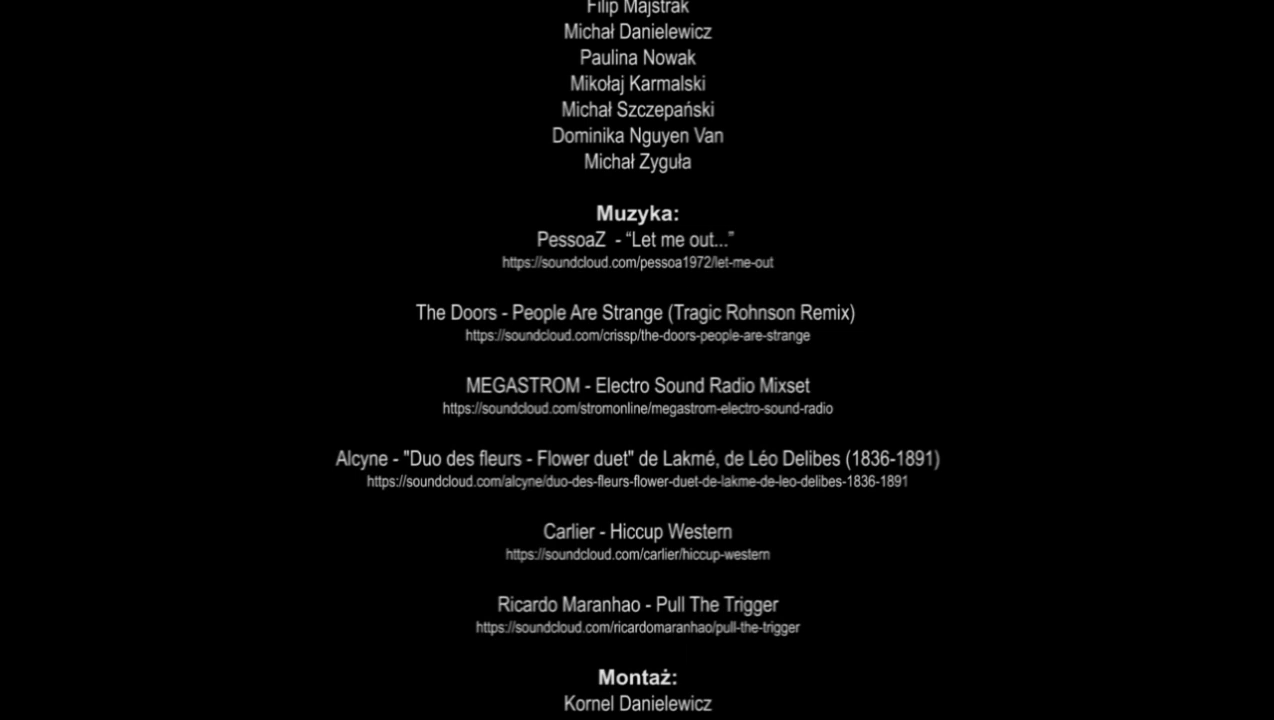 Filip Majstrak
Michał Danielewicz
Paulina Nowak
Mikołaj Karmalski
Michał Szczepański
Dominika Nguyen Van
Michał Zyguła
Muzyka:
PessoaZ - “Let me out...”
https://soundcloud.com/pessoa1972/let-me-out
The Doors - People Are Strange (Tragic Rohnson Remix)
https://soundcloud.com/crissp/the-doors-people-are-strange
MEGASTROM - Electro Sound Radio Mixset
https://soundcloud.com/stromonline/megastrom-electro-sound-radio
Alcyne - "Duo des fleurs - Flower duet" de Lakmé, de Léo Delibes (1836-1891)
https://soundcloud.com/alcyne/duo-des-fleurs-flower-duet-de-lakme-de-leo-delibes-1836-1891
Carlier - Hiccup Western
https://soundcloud.com/carlier/hiccup-western
Ricardo Maranhao - Pull The Trigger
https://soundcloud.com/ricardomaranhao/pull-the-trigger
Montaż:
Kornel Danielewicz